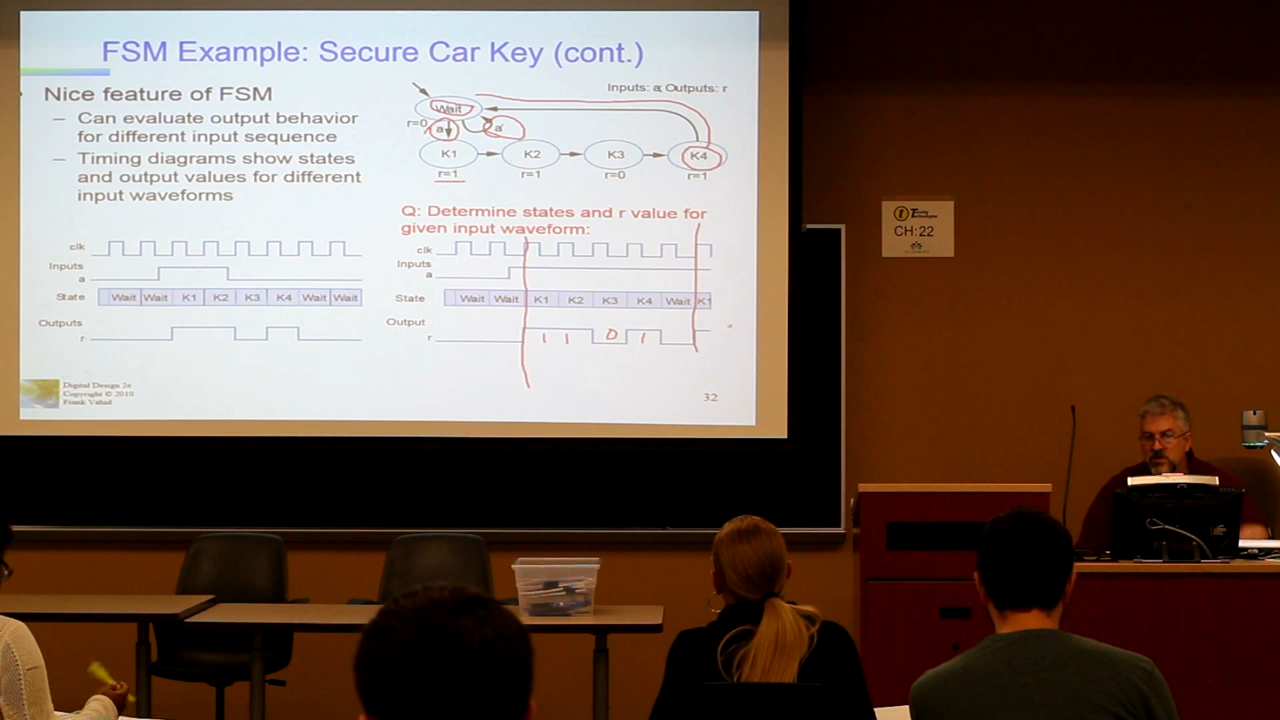 FSM Example: Secure Car Key (cont.)
Nice feature of FSM
– Can evaluate output behavior
for different input sequence
– Timing diagrams show states
and output values for different
input waveforms
Inputs: a; Outputs: r
Wait
r=0
a
a'
K1
K2
K3
K4
r=1
r=1
r=0
r=1
Q: Determine states and r value for
given input waveform:
clk
Inputs
a
State
Wait Wait K1 K2 K3 K4 Wait Wait
Outputs
r
clk
Inputs
a
State
Wait Wait K1 K2 K3 K4 Wait K1
Output
r
1 1 0 1
Digital Design 2e
Copyright © 2010
Frank Vahid
32
CH: 22